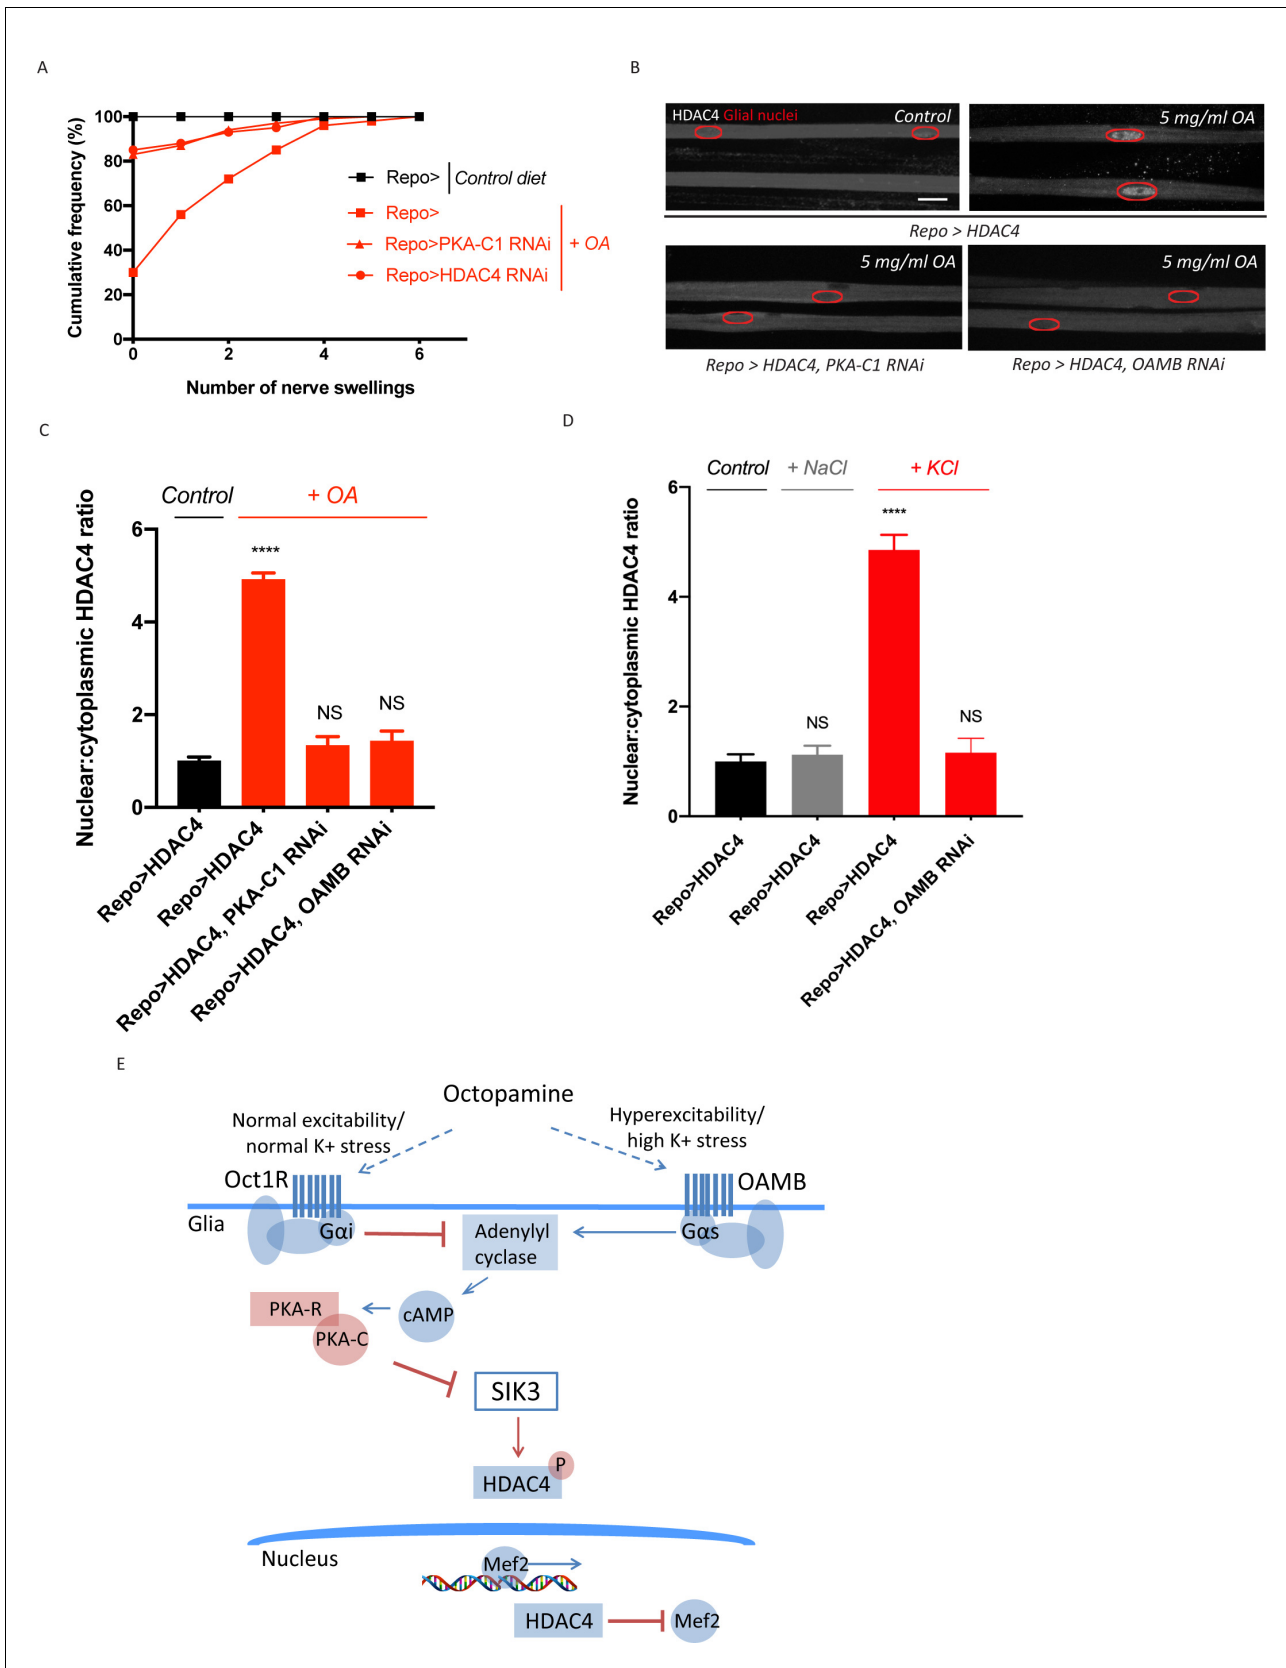 A
Cumulative frequency (%)
100
80
60
40
20
0
0 2 4 6
Number of nerve swellings
Repo> Control diet
Repo>
Repo>PKA-C1 RNAi + OA
Repo>HDAC4 RNAi
B
HDAC4 Glial nuclei Control
5 mg/ml OA
Repo > HDAC4
5 mg/ml OA
5 mg/ml OA
Repo > HDAC4, PKA-C1 RNAi
Repo > HDAC4, OAMB RNAi
C
Control + OA
Nuclear:cytoplasmic HDAC4 ratio
6
4
2
0
****
NS
NS
Repo>HDAC4
Repo>HDAC4
Repo>HDAC4, PKA-C1 RNAi
Repo>HDAC4, OAMB RNAi
D
Control + NaCl + KCl
Nuclear:cytoplasmic HDAC4 ratio
6
4
2
0
NS
****
NS
Repo>HDAC4
Repo>HDAC4
Repo>HDAC4
Repo>HDAC4, OAMB RNAi
E
Octopamine
Normal excitability/
normal K+ stress
Hyperexcitability/
high K+ stress
Oct1R
OAMB
Glia
Gαi
Adenylyl
cyclase
Gαs
PKA-R
cAMP
PKA-C
SIK3
P
HDAC4
Nucleus
Mef2
HDAC4
Mef2